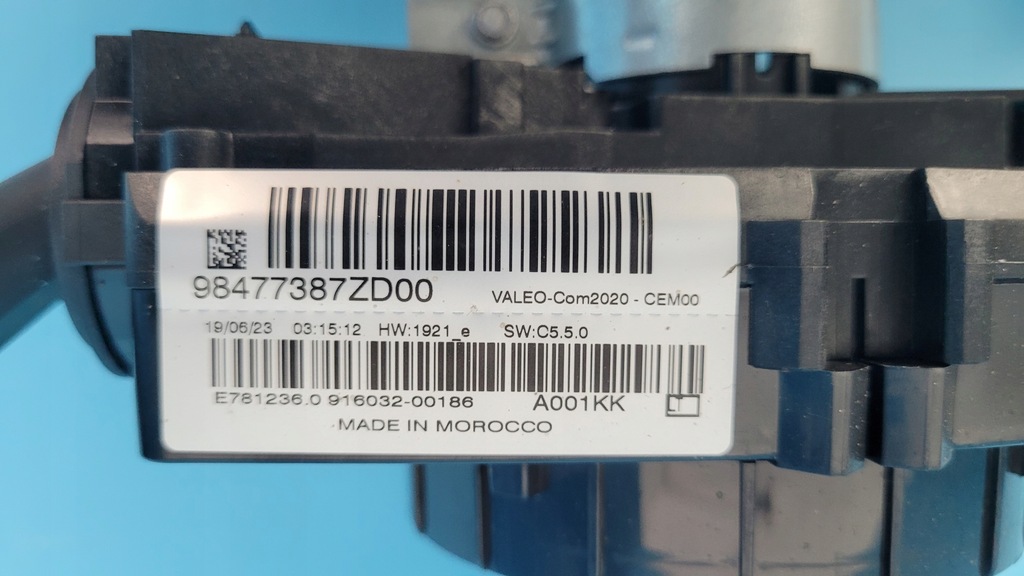 98477387ZD00 VALEO-Com2020 - CEM00
19/06/23 03:15:12 HW:1921_e SW:C5.5.0
E781236.0 916032-00186 A001KK
MADE IN MOROCCO